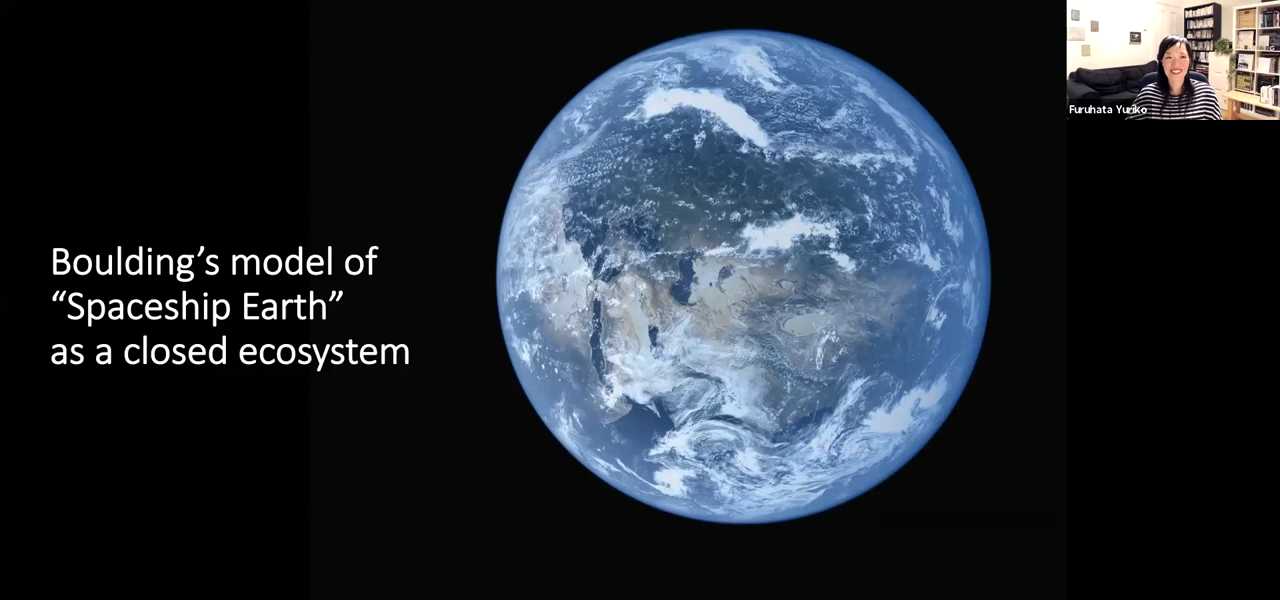 Boulding’s model of
“Spaceship Earth”
as a closed ecosystem
Furuhata Yuriko